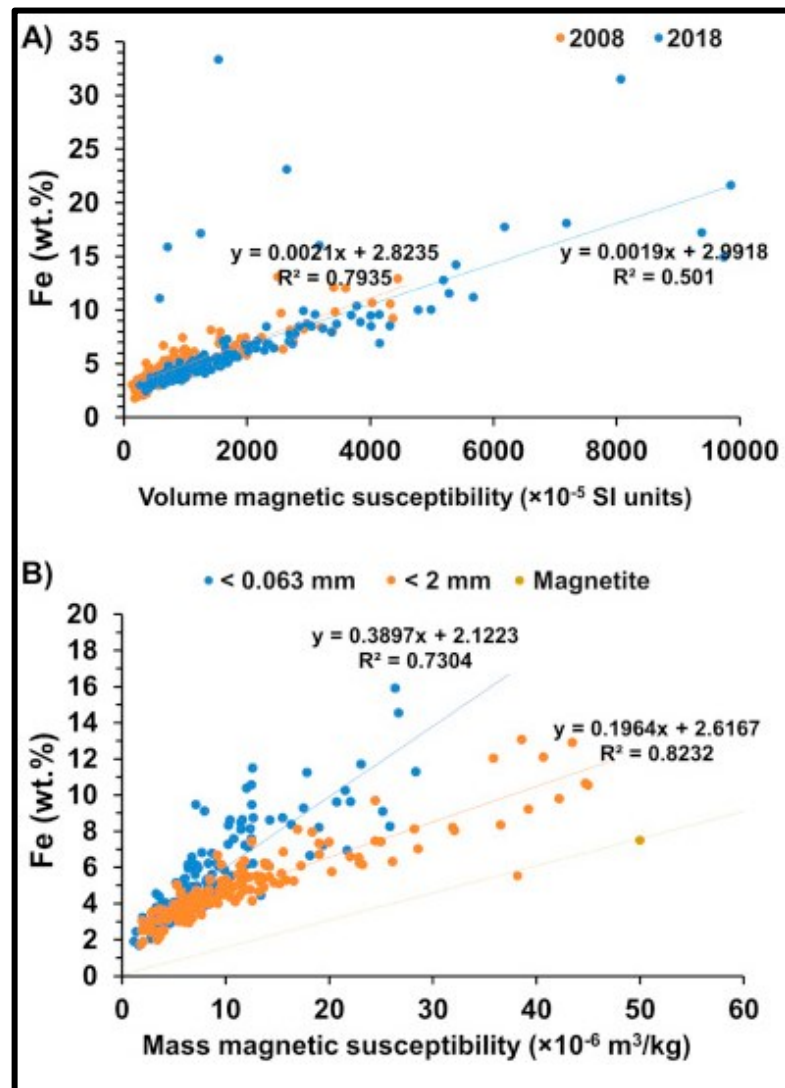 A)
2008 2018
35
30
25
20
15
10
5
0
Fe (wt.%)
y = 0.0021x + 2.8235
R² = 0.7935
y = 0.0019x + 2.9918
R² = 0.501
0 2000 4000 6000 8000 10000
Volume magnetic susceptibility (×10⁻⁵ SI units)
B)
< 0.063 mm < 2 mm Magnetite
20
18
16
14
12
10
8
6
4
2
0
Fe (wt.%)
y = 0.3897x + 2.1223
R² = 0.7304
y = 0.1964x + 2.6167
R² = 0.8232
0 10 20 30 40 50 60
Mass magnetic susceptibility (×10⁻⁶ m³/kg)